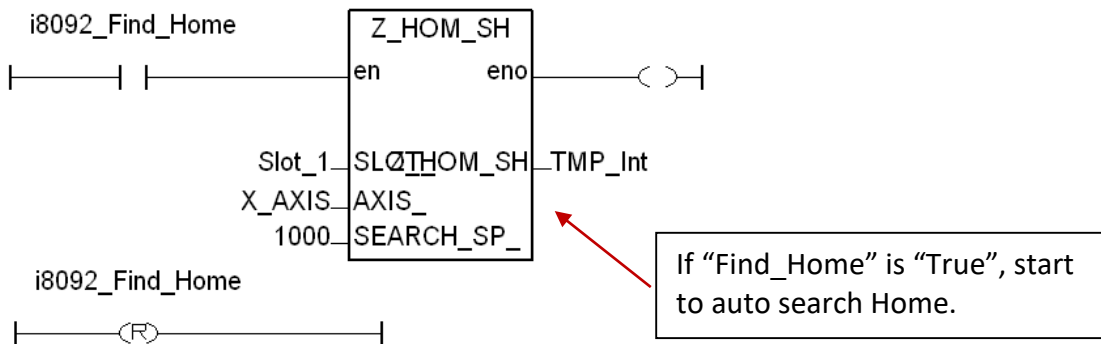 i8092_Find_Home
Z_HOM_SH
en eno
Slot_1 SLOT_ Z_HOM_SH TMP_Int
X_AXIS AXIS_
1000 SEARCH_SP_
i8092_Find_Home
R
If “Find_Home” is “True”, start
to auto search Home.